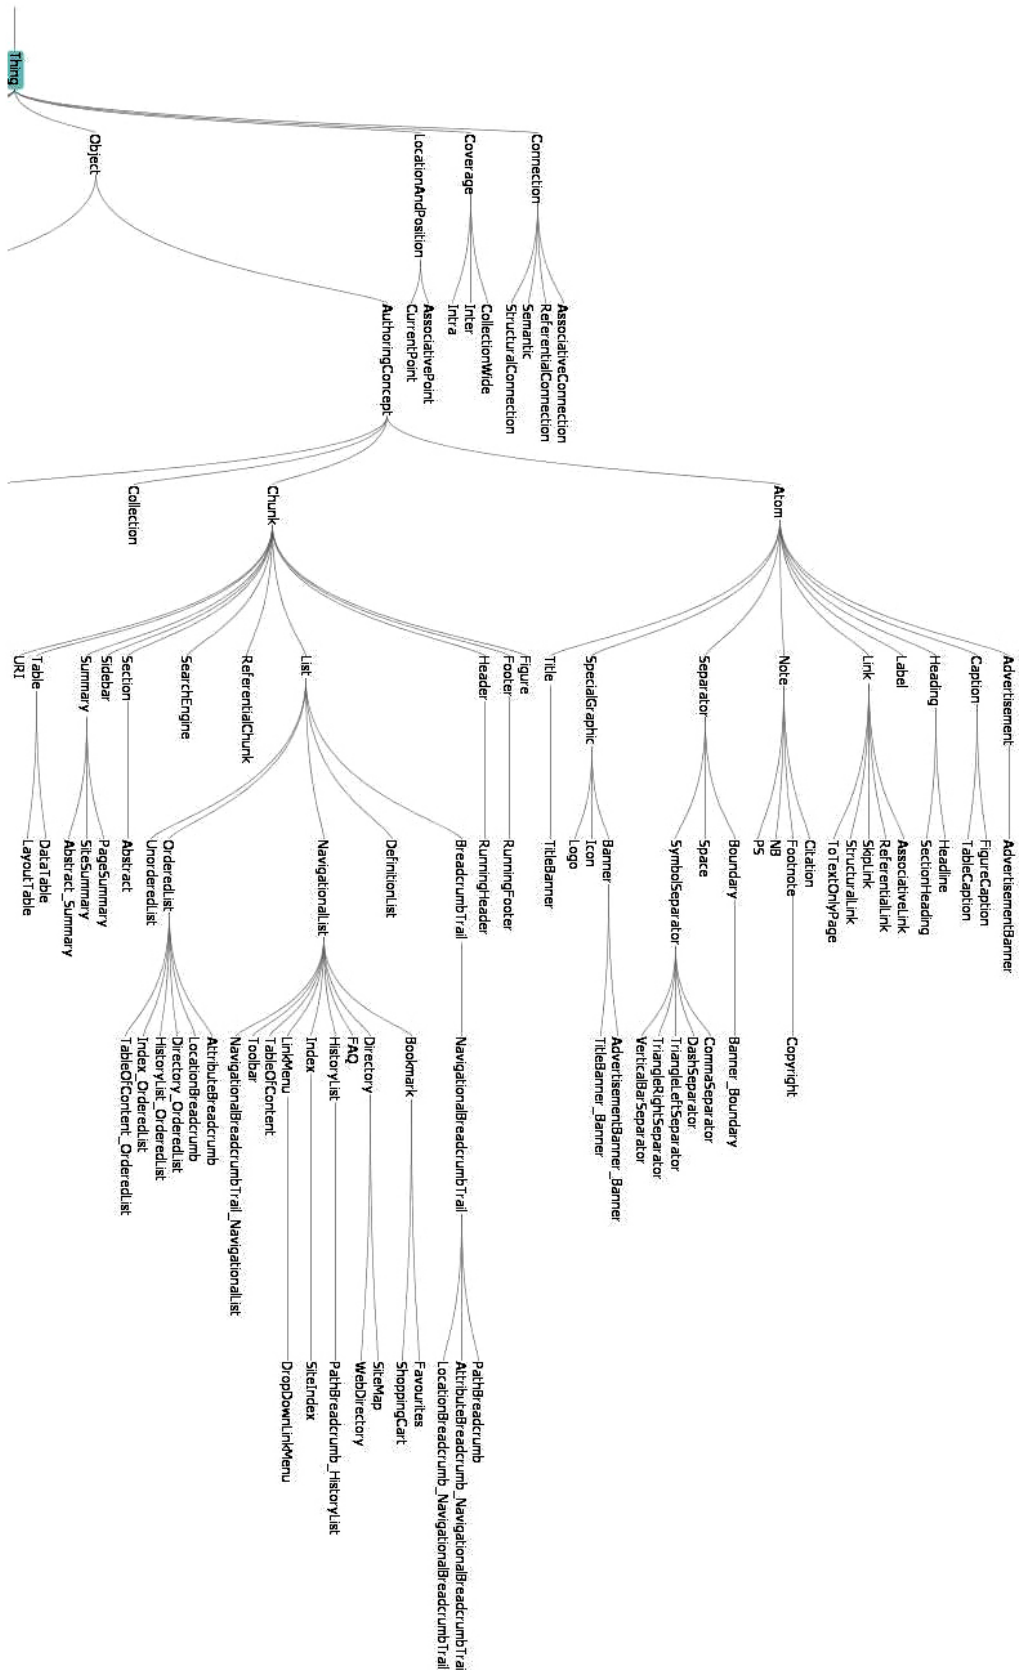 Thing
Connection
AssociativeConnection
ReferentialConnection
Semantic
StructuralConnection
Coverage
CollectionWide
Inter
Intra
LocationAndPosition
AssociativePoint
CurrentPoint
Object
AuthoringConcept
Atom
Advertisement
AdvertisementBanner
Caption
FigureCaption
TableCaption
Heading
Headline
SectionHeading
Label
Link
AssociativeLink
ReferentialLink
SkipLink
StructuralLink
ToTextOnlyPage
Note
Citation
Footnote
Copyright
NB
PS
Separator
Boundary
Banner_Boundary
Space
SymbolSeparator
CommaSeparator
DashSeparator
TriangleLeftSeparator
TriangleRightSeparator
VerticalBarSeparator
SpecialGraphic
Banner
AdvertisementBanner_Banner
TitleBanner_Banner
Icon
Logo
Title
TitleBanner
Chunk
Figure
Footer
RunningFooter
Header
RunningHeader
List
BreadcrumbTrail
NavigationalBreadcrumbTrail
PathBreadcrumb
AttributeBreadcrumb_NavigationalBreadcrumbTrai
LocationBreadcrumb_NavigationalBreadcrumbTrail
DefinitionList
NavigationalList
Bookmark
Favourites
ShoppingCart
Directory
SiteMap
WebDirectory
FAQ
HistoryList
PathBreadcrumb_HistoryList
Index
SiteIndex
LinkMenu
DropDownLinkMenu
TableOfContent
Toolbar
NavigationalBreadcrumbTrail_NavigationalList
OrderedList
AttributeBreadcrumb
LocationBreadcrumb
Directory_OrderedList
HistoryList_OrderedList
Index_OrderedList
TableOfContent_OrderedList
UnorderedList
ReferentialChunk
SearchEngine
Section
Abstract
Sidebar
Summary
PageSummary
SiteSummary
Abstract_Summary
Table
DataTable
LayoutTable
URI
Collection